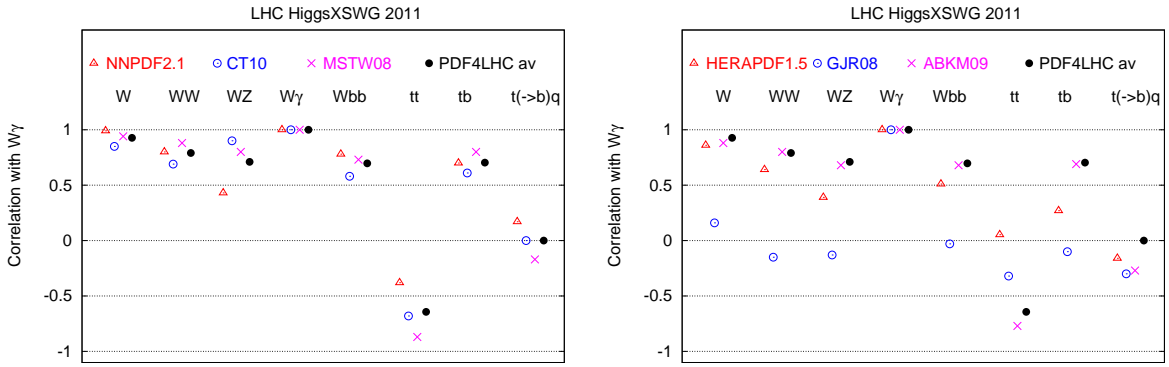 LHC HiggsXSWG 2011
NNPDF2.1 CT10 MSTW08 PDF4LHC av
W WW WZ Wγ Wbb tt tb t(->b)q
1
0.5
0
-0.5
-1
Correlation with Wγ
LHC HiggsXSWG 2011
HERAPDF1.5 GJR08 ABKM09 PDF4LHC av
W WW WZ Wγ Wbb tt tb t(->b)q
1
0.5
0
-0.5
-1
Correlation with Wγ